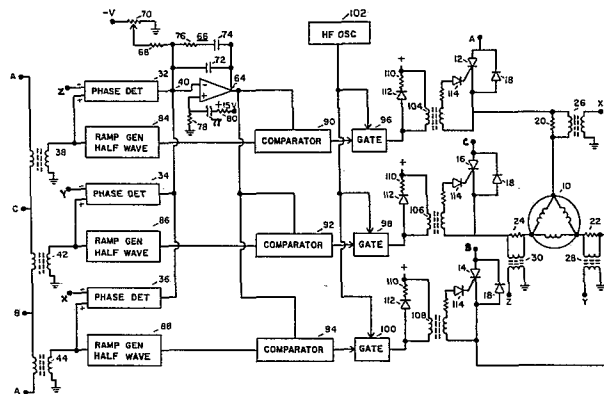 -V
70
102
HF OSC
76
66
74
68
72
A
32
64
Z
PHASE DET
40
+15V
80
78
77
84
RAMP GEN
HALF WAVE
38
90
COMPARATOR
96
GATE
+
110
112
104
114
A
12
18
20
26
X
34
C
Y
PHASE DET
86
RAMP GEN
HALF WAVE
42
92
COMPARATOR
98
GATE
+
110
112
106
114
C
16
18
10
24
22
30
28
Z
Y
36
B
X
PHASE DET
88
RAMP GEN
HALF WAVE
44
A
94
COMPARATOR
100
GATE
+
110
112
108
114
B
14
18